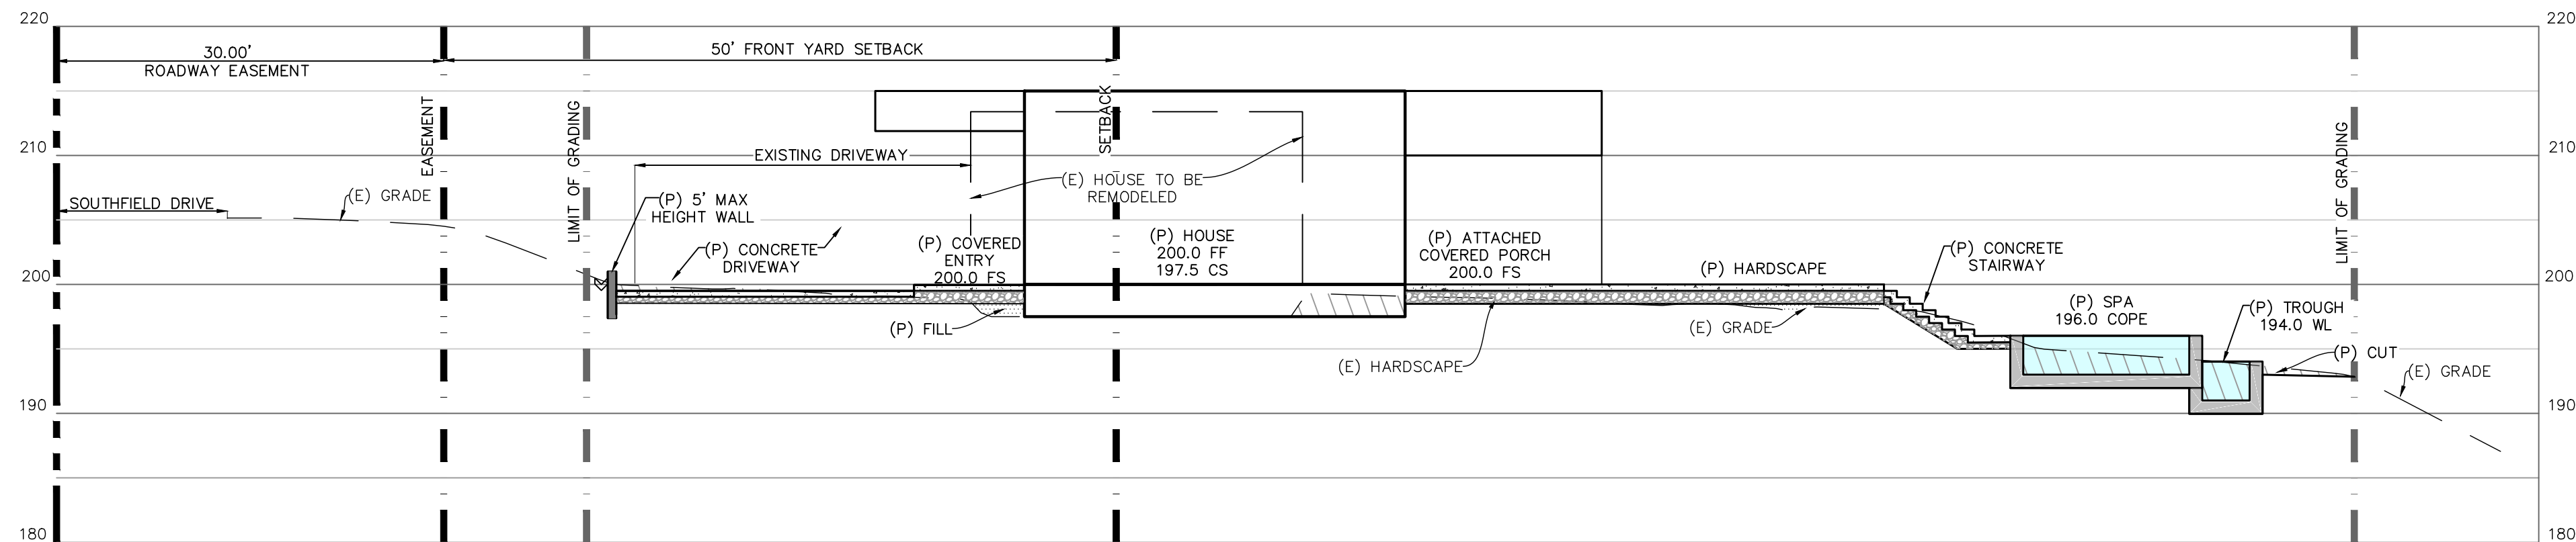 220
220
30.00'
ROADWAY EASEMENT
50' FRONT YARD SETBACK
EASEMENT
LIMIT OF GRADING
SETBACK
LIMIT OF GRADING
210
210
EXISTING DRIVEWAY
(E) HOUSE TO BE
REMODELED
SOUTHFIELD DRIVE
(E) GRADE
(P) 5' MAX
HEIGHT WALL
(P) CONCRETE
DRIVEWAY
(P) COVERED
ENTRY
200.0 FS
(P) HOUSE
200.0 FF
197.5 CS
(P) ATTACHED
COVERED PORCH
200.0 FS
(P) HARDSCAPE
(P) CONCRETE
STAIRWAY
200
200
(P) SPA
196.0 COPE
(P) TROUGH
194.0 WL
(P) FILL
(E) GRADE
(E) HARDSCAPE
(P) CUT
(E) GRADE
190
190
180
180